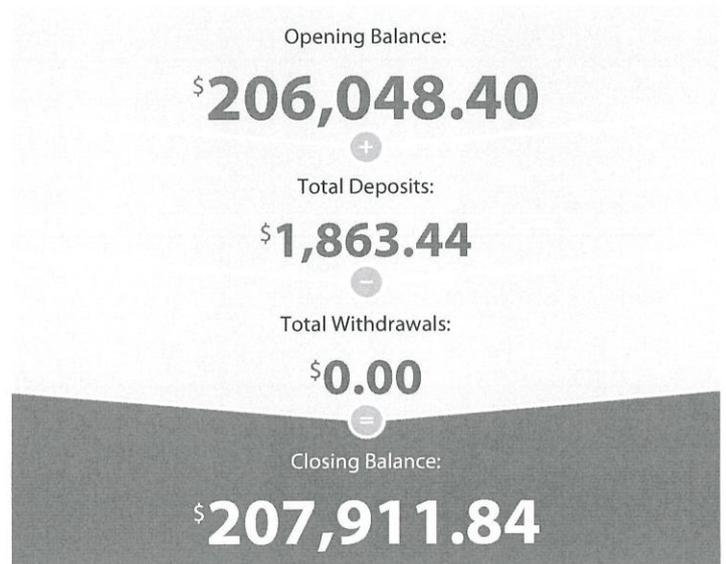 Opening Balance:
$206,048.40
+
Total Deposits:
$1,863.44
−
Total Withdrawals:
$0.00
=
Closing Balance:
$207,911.84